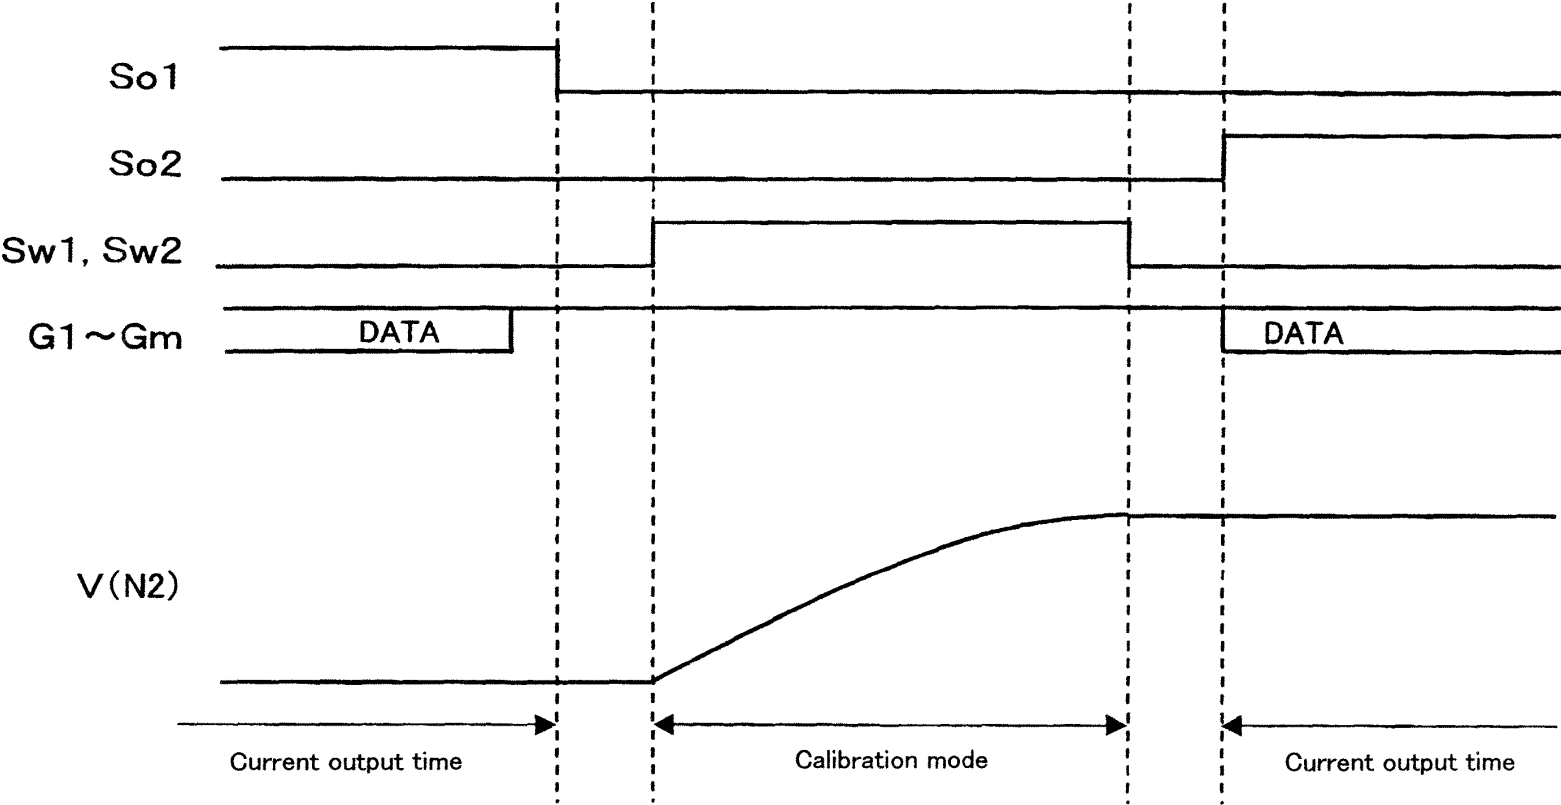 So1
So2
Sw1, Sw2
G1～Gm
DATA
DATA
V(N2)
Current output time
Calibration mode
Current output time